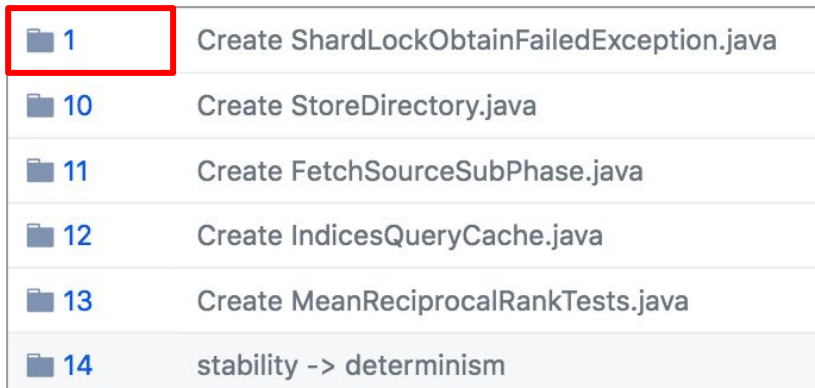 1 Create ShardLockObtainFailedException.java
10 Create StoreDirectory.java
11 Create FetchSourceSubPhase.java
12 Create IndicesQueryCache.java
13 Create MeanReciprocalRankTests.java
14 stability -> determinism